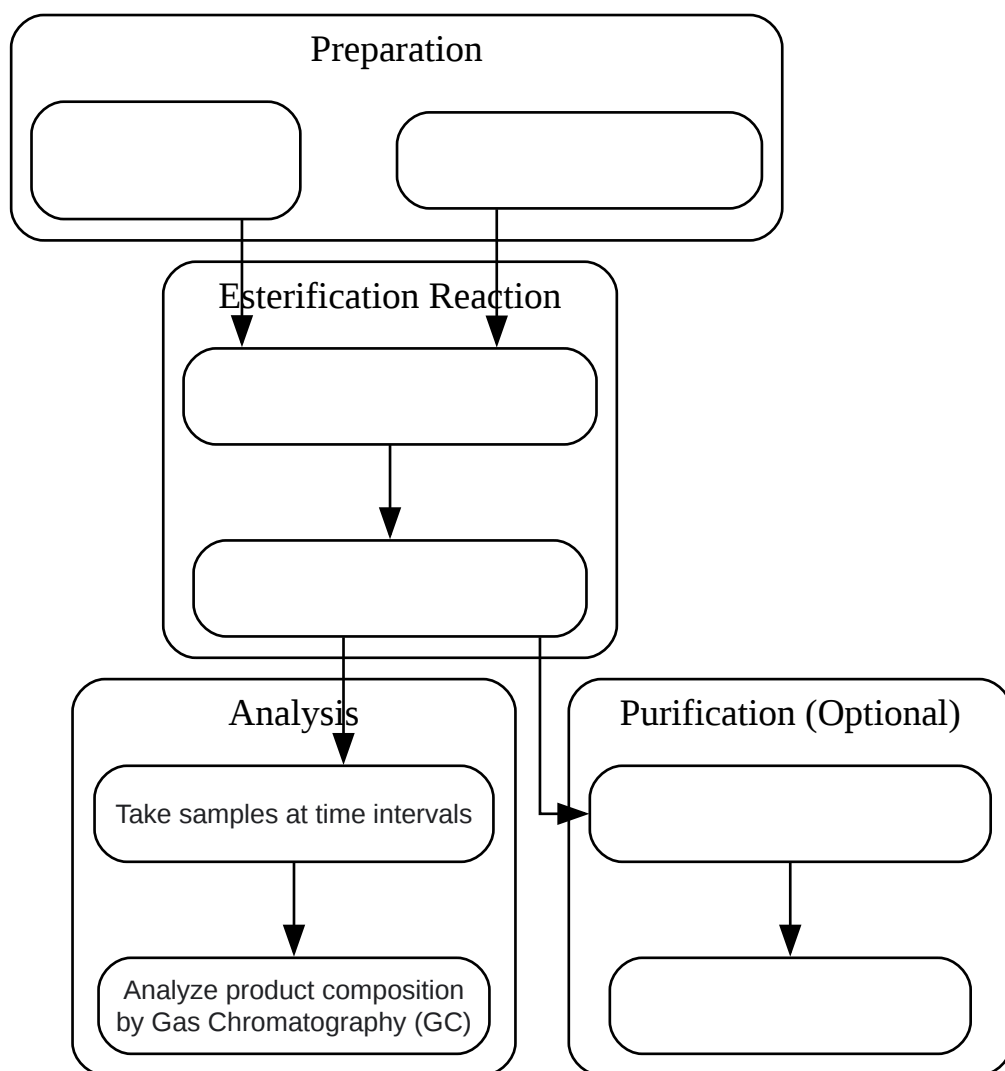 Preparation
Esterification Reaction
Analysis
Purification (Optional)
Take samples at time intervals
Analyze product composition
by Gas Chromatography (GC)